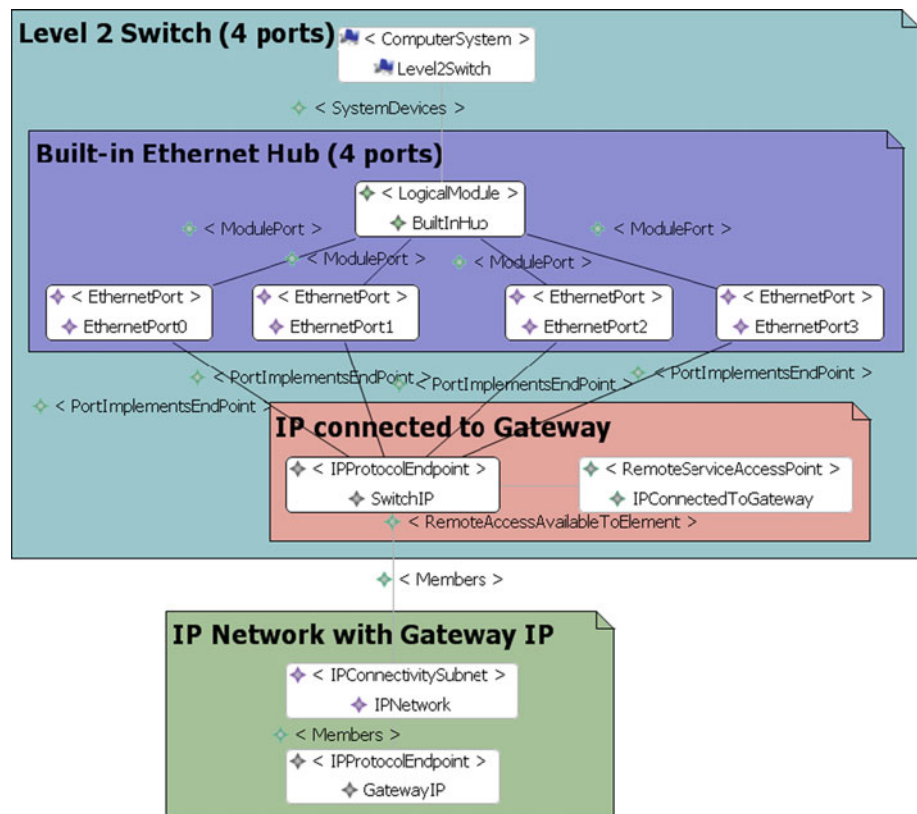 Level 2 Switch (4 ports)
< ComputerSystem >
Level2Switch
< SystemDevices >
Built-in Ethernet Hub (4 ports)
< LogicalModule >
BuiltInHub
< ModulePort >
< ModulePort >
< ModulePort >
< ModulePort >
< EthernetPort >
EthernetPort0
< EthernetPort >
EthernetPort1
< EthernetPort >
EthernetPort2
< EthernetPort >
EthernetPort3
< PortImplementsEndPoint >
< PortImplementsEndPoint >
< PortImplementsEndPoint >
< PortImplementsEndPoint >
IP connected to Gateway
< IPProtocolEndpoint >
SwitchIP
< RemoteServiceAccessPoint >
IPConnectedToGateway
< RemoteAccessAvailableToElement >
< Members >
IP Network with Gateway IP
< IPConnectivitySubnet >
IPNetwork
< Members >
< IPProtocolEndpoint >
GatewayIP